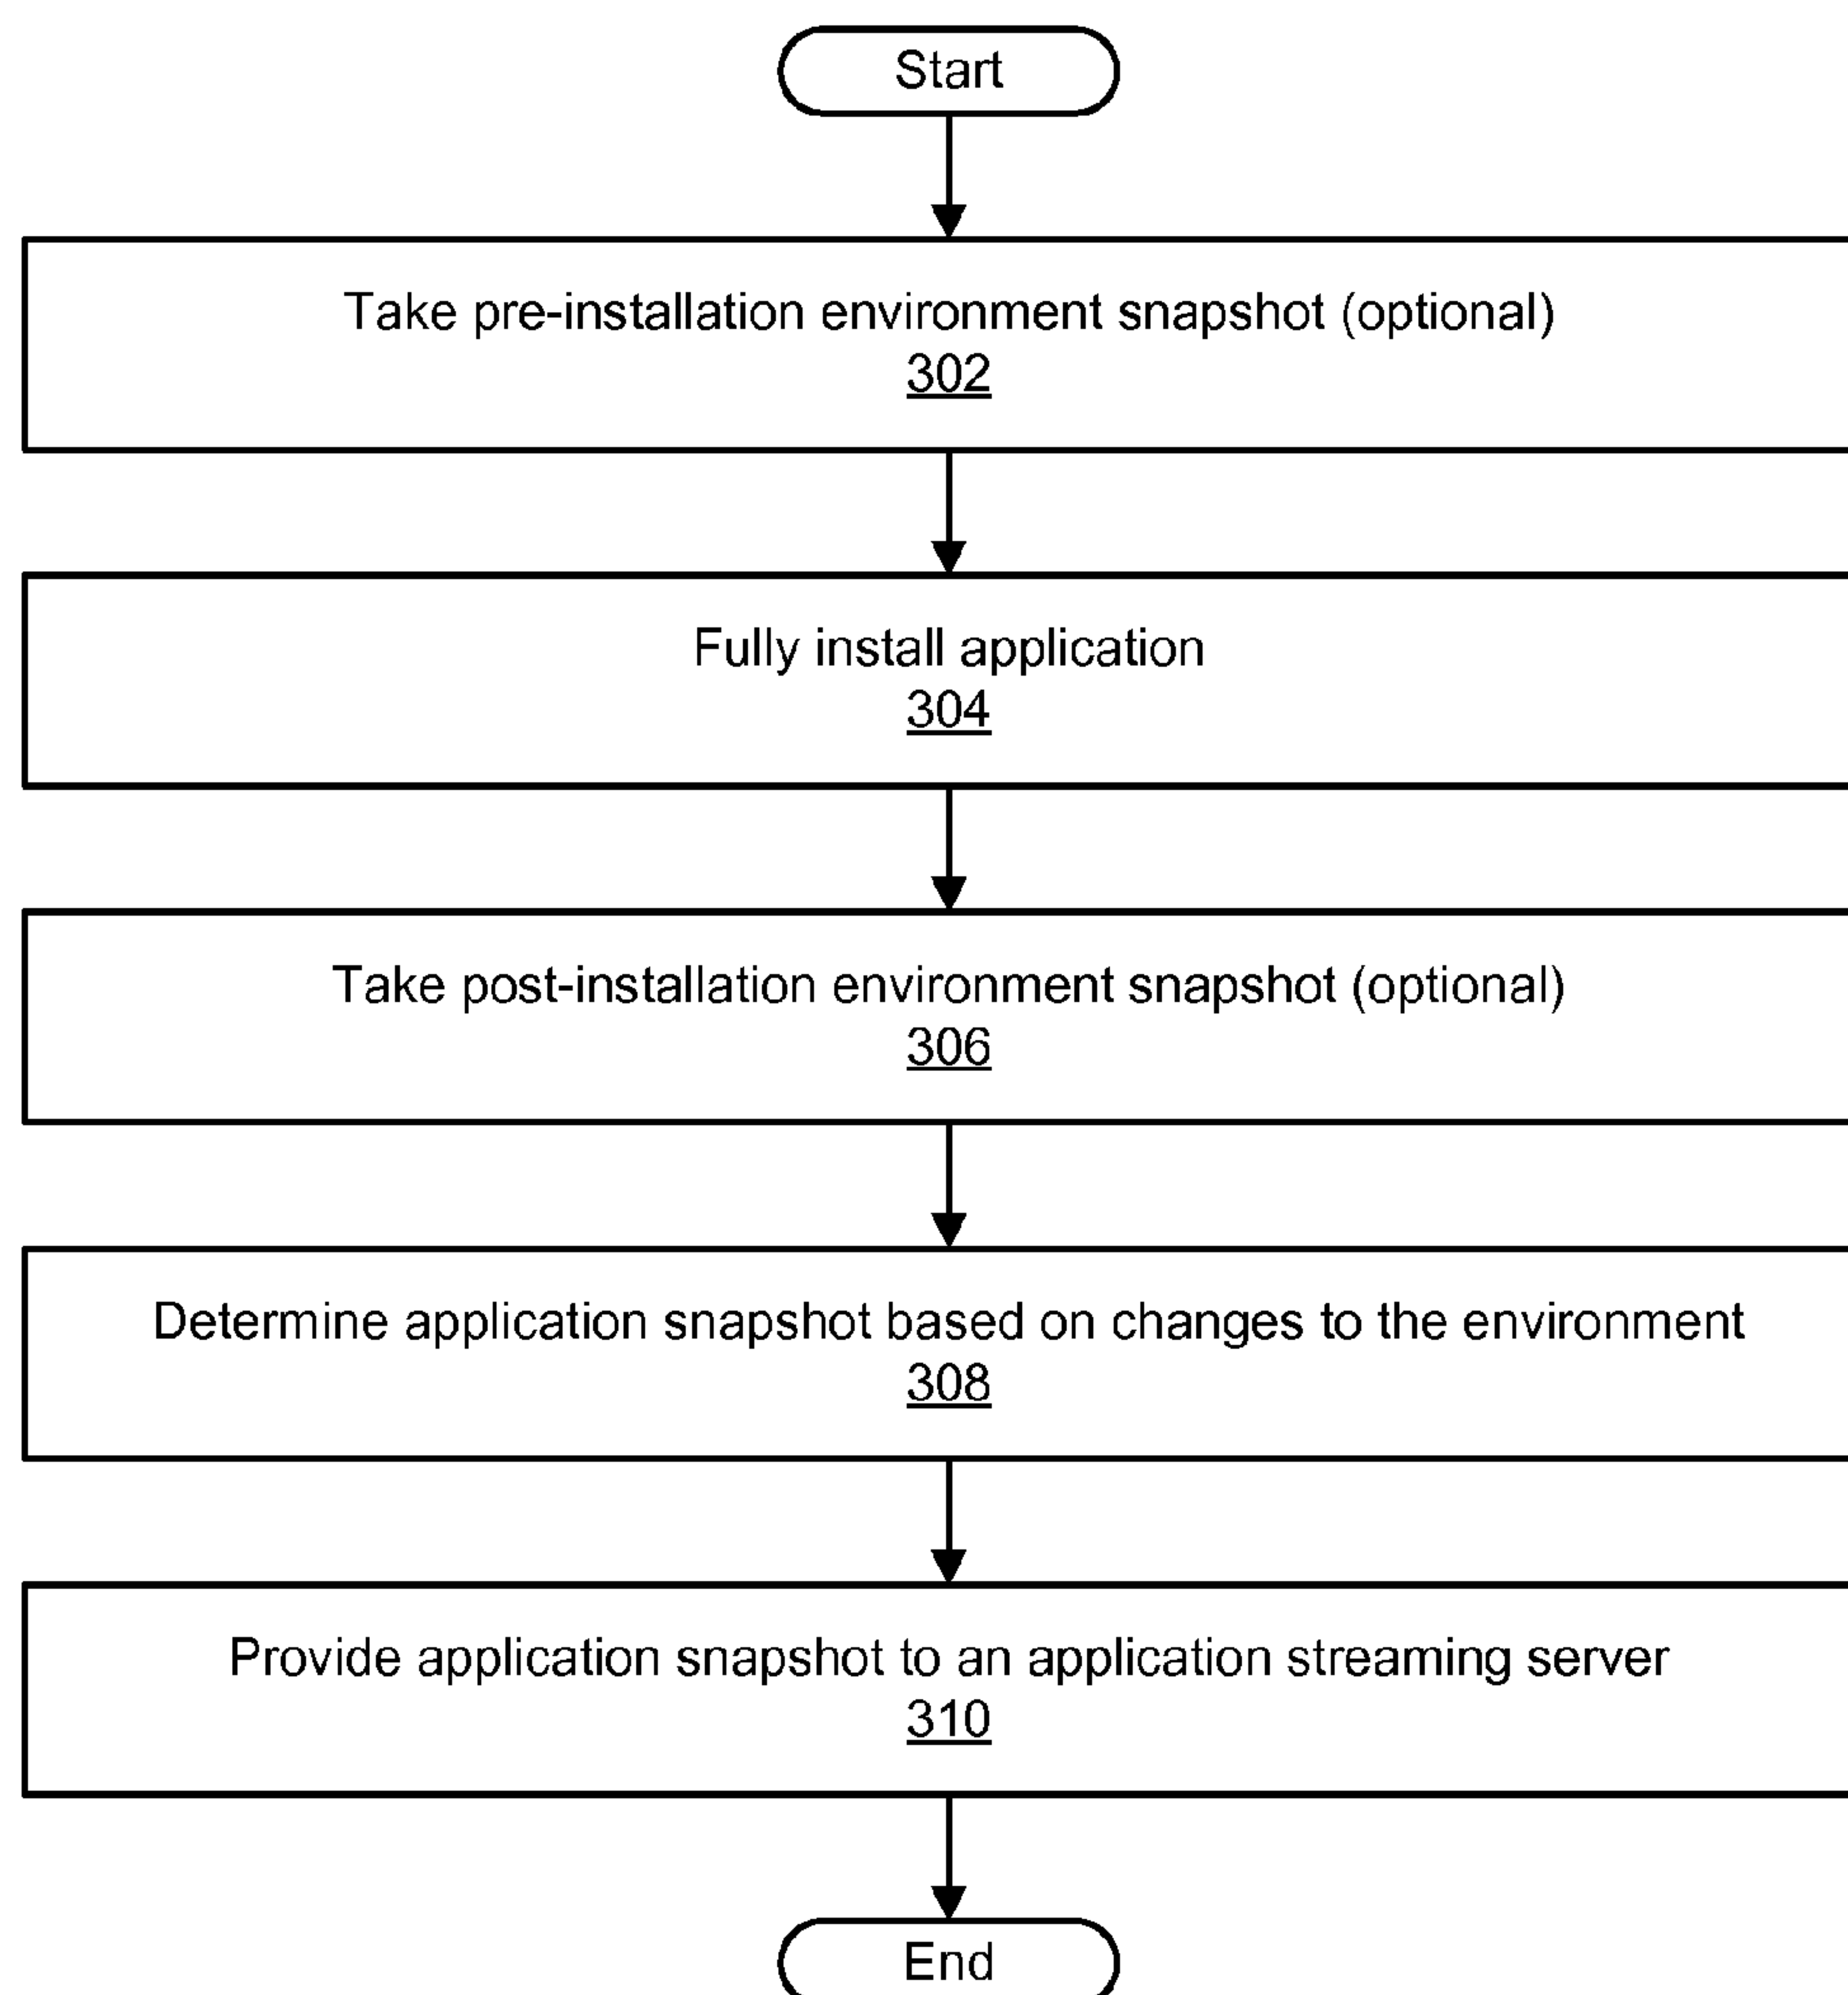 Start
Take pre-installation environment snapshot (optional)
302
Fully install application
304
Take post-installation environment snapshot (optional)
306
Determine application snapshot based on changes to the environment
308
Provide application snapshot to an application streaming server
310
End